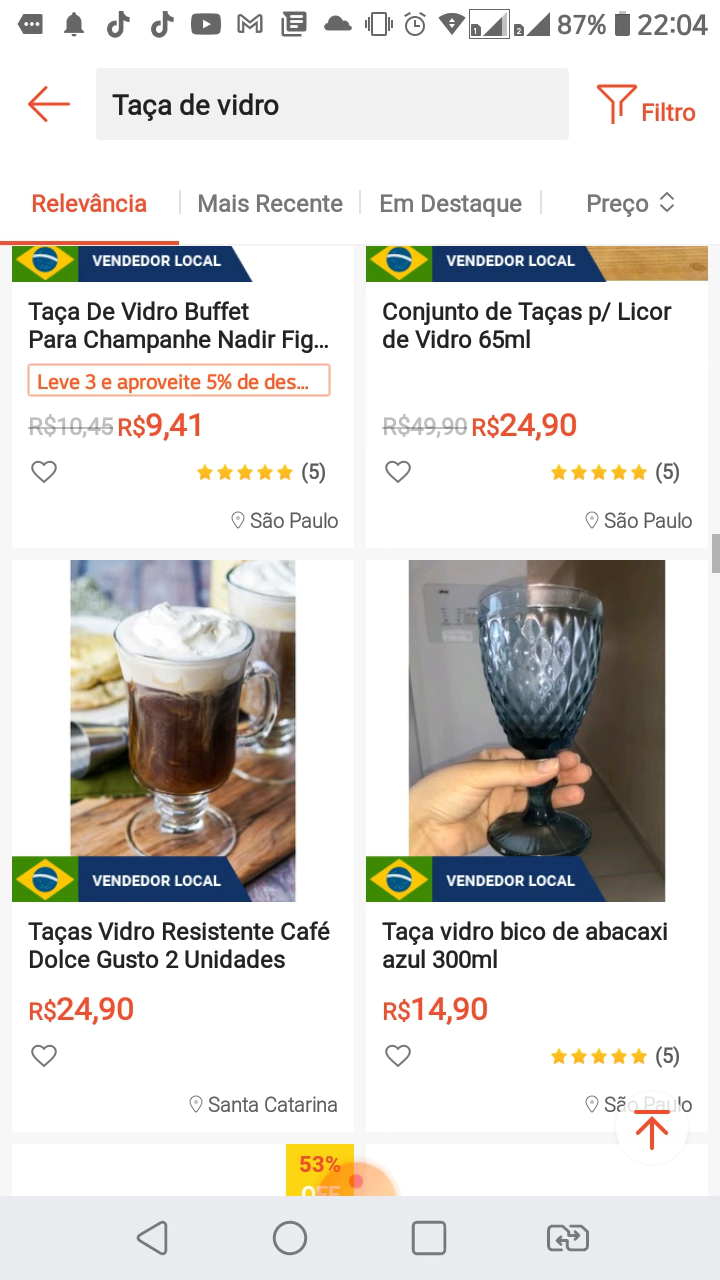 87% 22:04
Taça de vidro
Filtro
Relevância
Mais Recente
Em Destaque
Preço
VENDEDOR LOCAL
VENDEDOR LOCAL
Taça De Vidro Buffet
Para Champanhe Nadir Fig...
Leve 3 e aproveite 5% de des...
R$10,45 R$9,41
(5)
São Paulo
Conjunto de Taças p/ Licor
de Vidro 65ml
R$49,90 R$24,90
(5)
São Paulo
VENDEDOR LOCAL
VENDEDOR LOCAL
Taças Vidro Resistente Café
Dolce Gusto 2 Unidades
R$24,90
Santa Catarina
Taça vidro bico de abacaxi
azul 300ml
R$14,90
(5)
São Paulo
53%
OFF